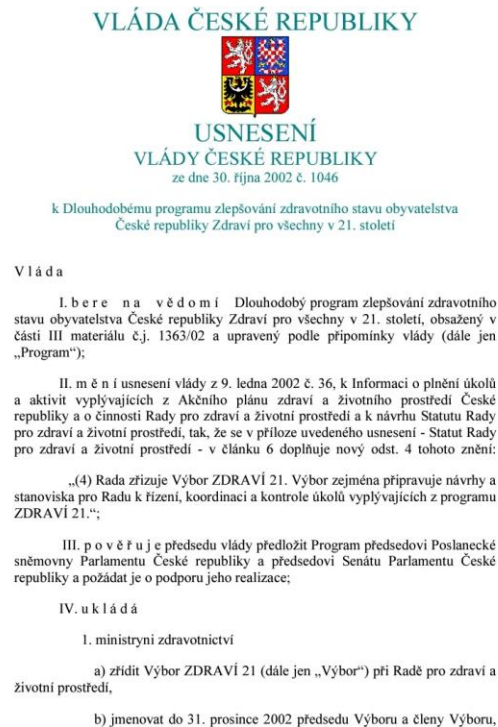 VLÁDA ČESKÉ REPUBLIKY
USNESENÍ
VLÁDY ČESKÉ REPUBLIKY
ze dne 30. října 2002 č. 1046
k Dlouhodobému programu zlepšování zdravotního stavu obyvatelstva
České republiky Zdraví pro všechny v 21. století
V l á d a
I. b e r e  n a  v ě d o m í  Dlouhodobý program zlepšování zdravotního
stavu obyvatelstva České republiky Zdraví pro všechny v 21. století, obsažený v
části III materiálu č.j. 1363/02 a upravený podle připomínky vlády (dále jen
„Program“);
II. m ě n í usnesení vlády z 9. ledna 2002 č. 36, k Informaci o plnění úkolů
a aktivit vyplývajících z Akčního plánu zdraví a životního prostředí České
republiky a o činnosti Rady pro zdraví a životní prostředí a k návrhu Statutu Rady
pro zdraví a životní prostředí, tak, že se v příloze uvedeného usnesení - Statut Rady
pro zdraví a životní prostředí - v článku 6 doplňuje nový odst. 4 tohoto znění:
„(4) Rada zřizuje Výbor ZDRAVÍ 21. Výbor zejména připravuje návrhy a
stanoviska pro Radu k řízení, koordinaci a kontrole úkolů vyplývajících z programu
ZDRAVÍ 21.“;
III. p o v ě ř u j e předsedu vlády předložit Program předsedovi Poslanecké
sněmovny Parlamentu České republiky a předsedovi Senátu Parlamentu České
republiky a požádat je o podporu jeho realizace;
IV. u k l á d á
1. ministryni zdravotnictví
a) zřídit Výbor ZDRAVÍ 21 (dále jen „Výbor“) při Radě pro zdraví a
životní prostředí,
b) jmenovat do 31. prosince 2002 předsedu Výboru a členy Výboru,